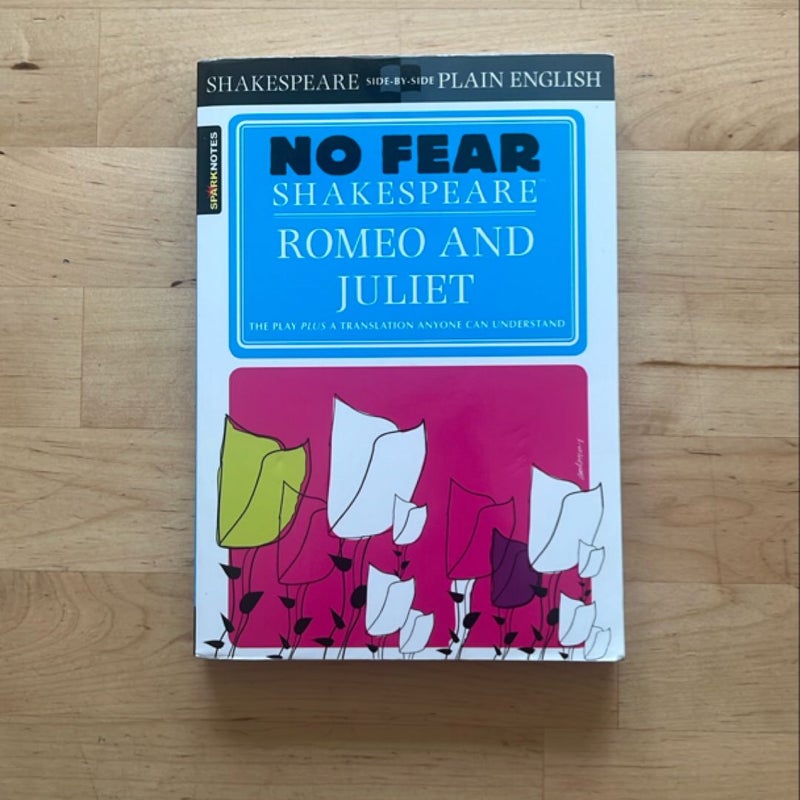 SHAKESPEARE SIDE-BY-SIDE PLAIN ENGLISH
SPARKNOTES
NO FEAR
SHAKESPEARE
ROMEO AND
JULIET
THE PLAY PLUS A TRANSLATION ANYONE CAN UNDERSTAND